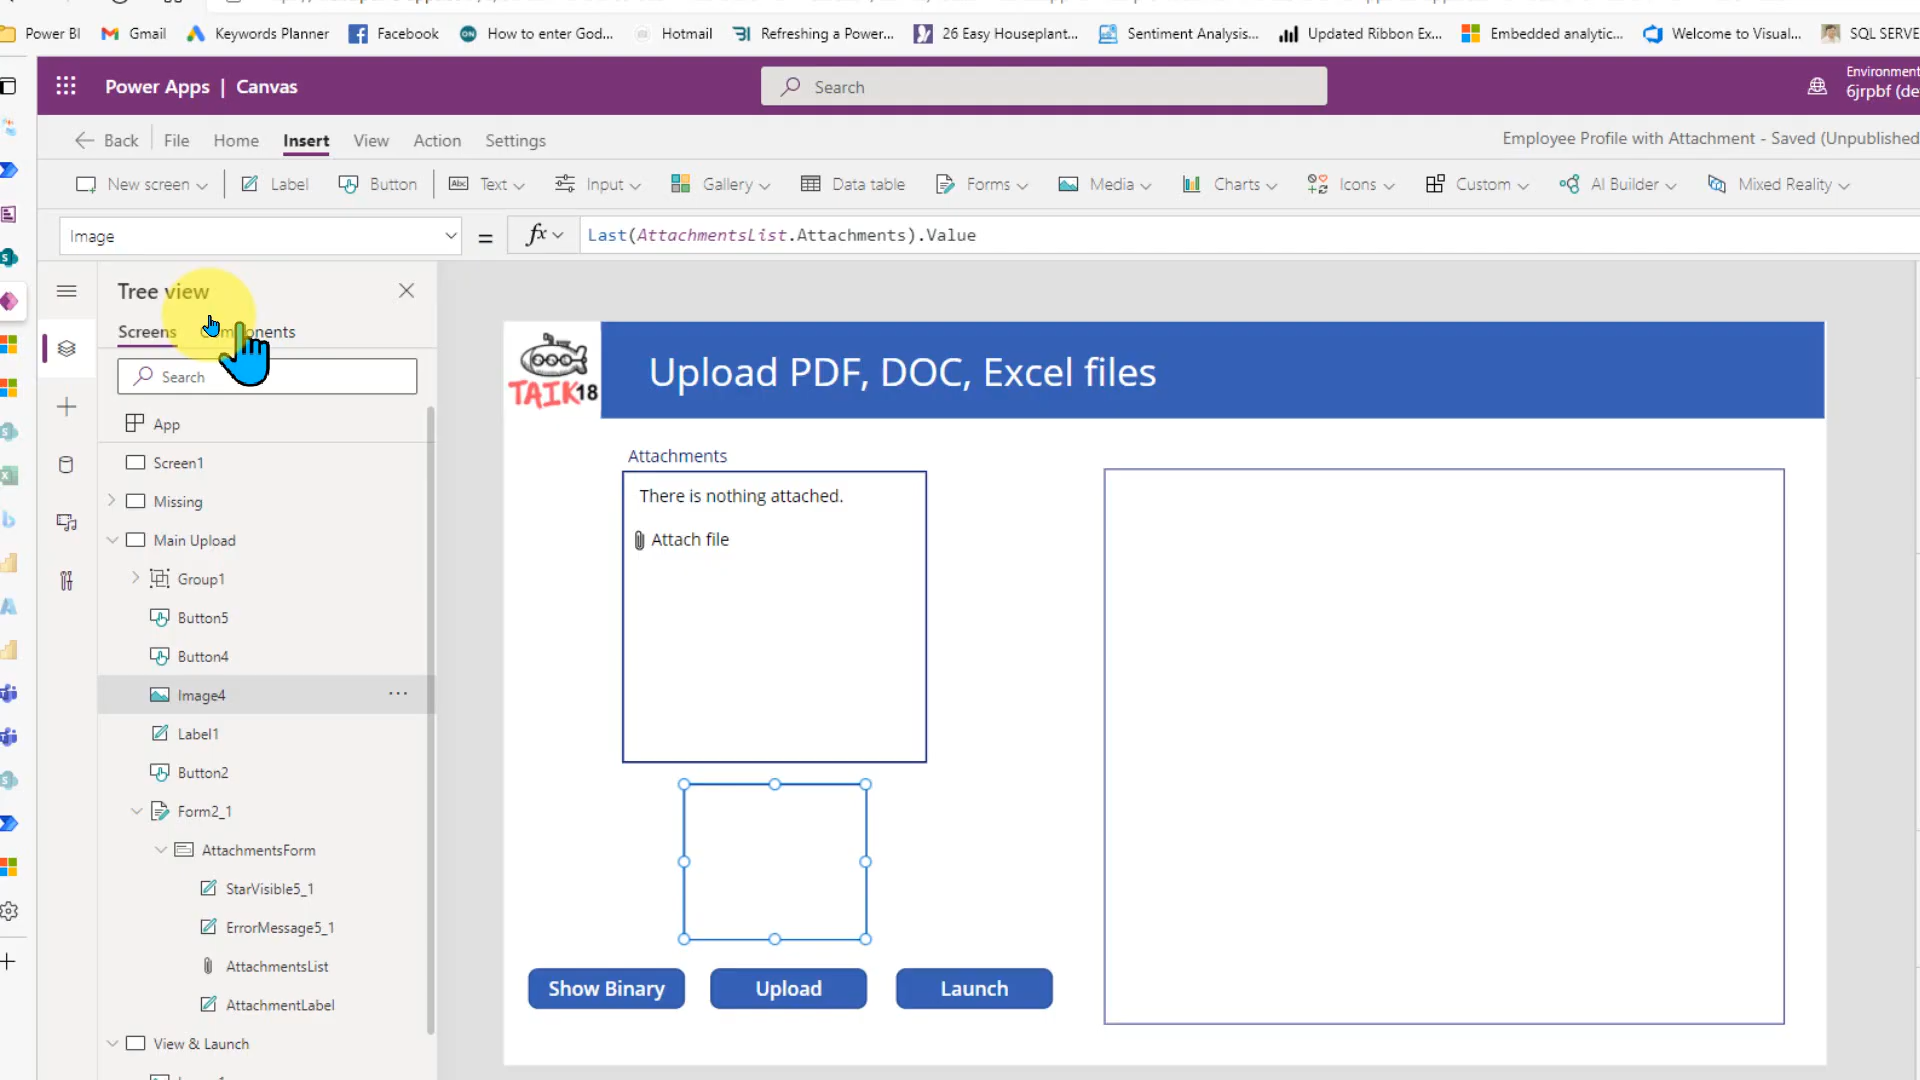 Power BI
Gmail
Keywords Planner
Facebook
How to enter God...
Hotmail
Refreshing a Power...
26 Easy Houseplant...
Sentiment Analysis...
Updated Ribbon Ex...
Embedded analytic...
Welcome to Visual...
SQL SERVE
Power Apps | Canvas
Search
Environment
6jrpbf (de
Back
File
Home
Insert
View
Action
Settings
Employee Profile with Attachment - Saved (Unpublished
New screen
Label
Button
Text
Input
Gallery
Data table
Forms
Media
Charts
Icons
Custom
AI Builder
Mixed Reality
Image
=
fx
Last(AttachmentsList.Attachments).Value
Tree view
Screens
Search
App
Screen1
Missing
Main Upload
Group1
Button5
Button4
Image4
Label1
Button2
Form2_1
AttachmentsForm
StarVisible5_1
ErrorMessage5_1
AttachmentsList
AttachmentLabel
View & Launch
TAIK18
Upload PDF, DOC, Excel files
Attachments
There is nothing attached.
Attach file
Show Binary
Upload
Launch